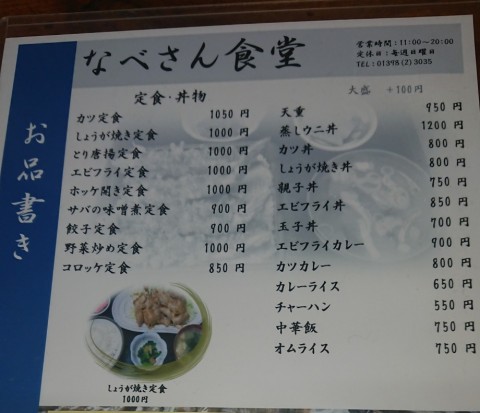 なべさん食堂
営業時間：11:00〜20:00
定休日：毎週日曜日
TEL：01398(2)3035
お品書き
定食・丼物
大盛 +100円
カツ定食 1050円
しょうが焼き定食 1000円
とり唐揚定食 1000円
エビフライ定食 1000円
ホッケ開き定食 1000円
サバの味噌煮定食 900円
餃子定食 900円
野菜炒め定食 1000円
コロッケ定食 850円
天重 950円
蒸しウニ丼 1200円
カツ丼 800円
しょうが焼き丼 800円
親子丼 750円
エビフライ丼 850円
玉子丼 700円
エビフライカレー 900円
カツカレー 800円
カレーライス 650円
チャーハン 550円
中華飯 750円
オムライス 750円
しょうが焼き定食
1000円